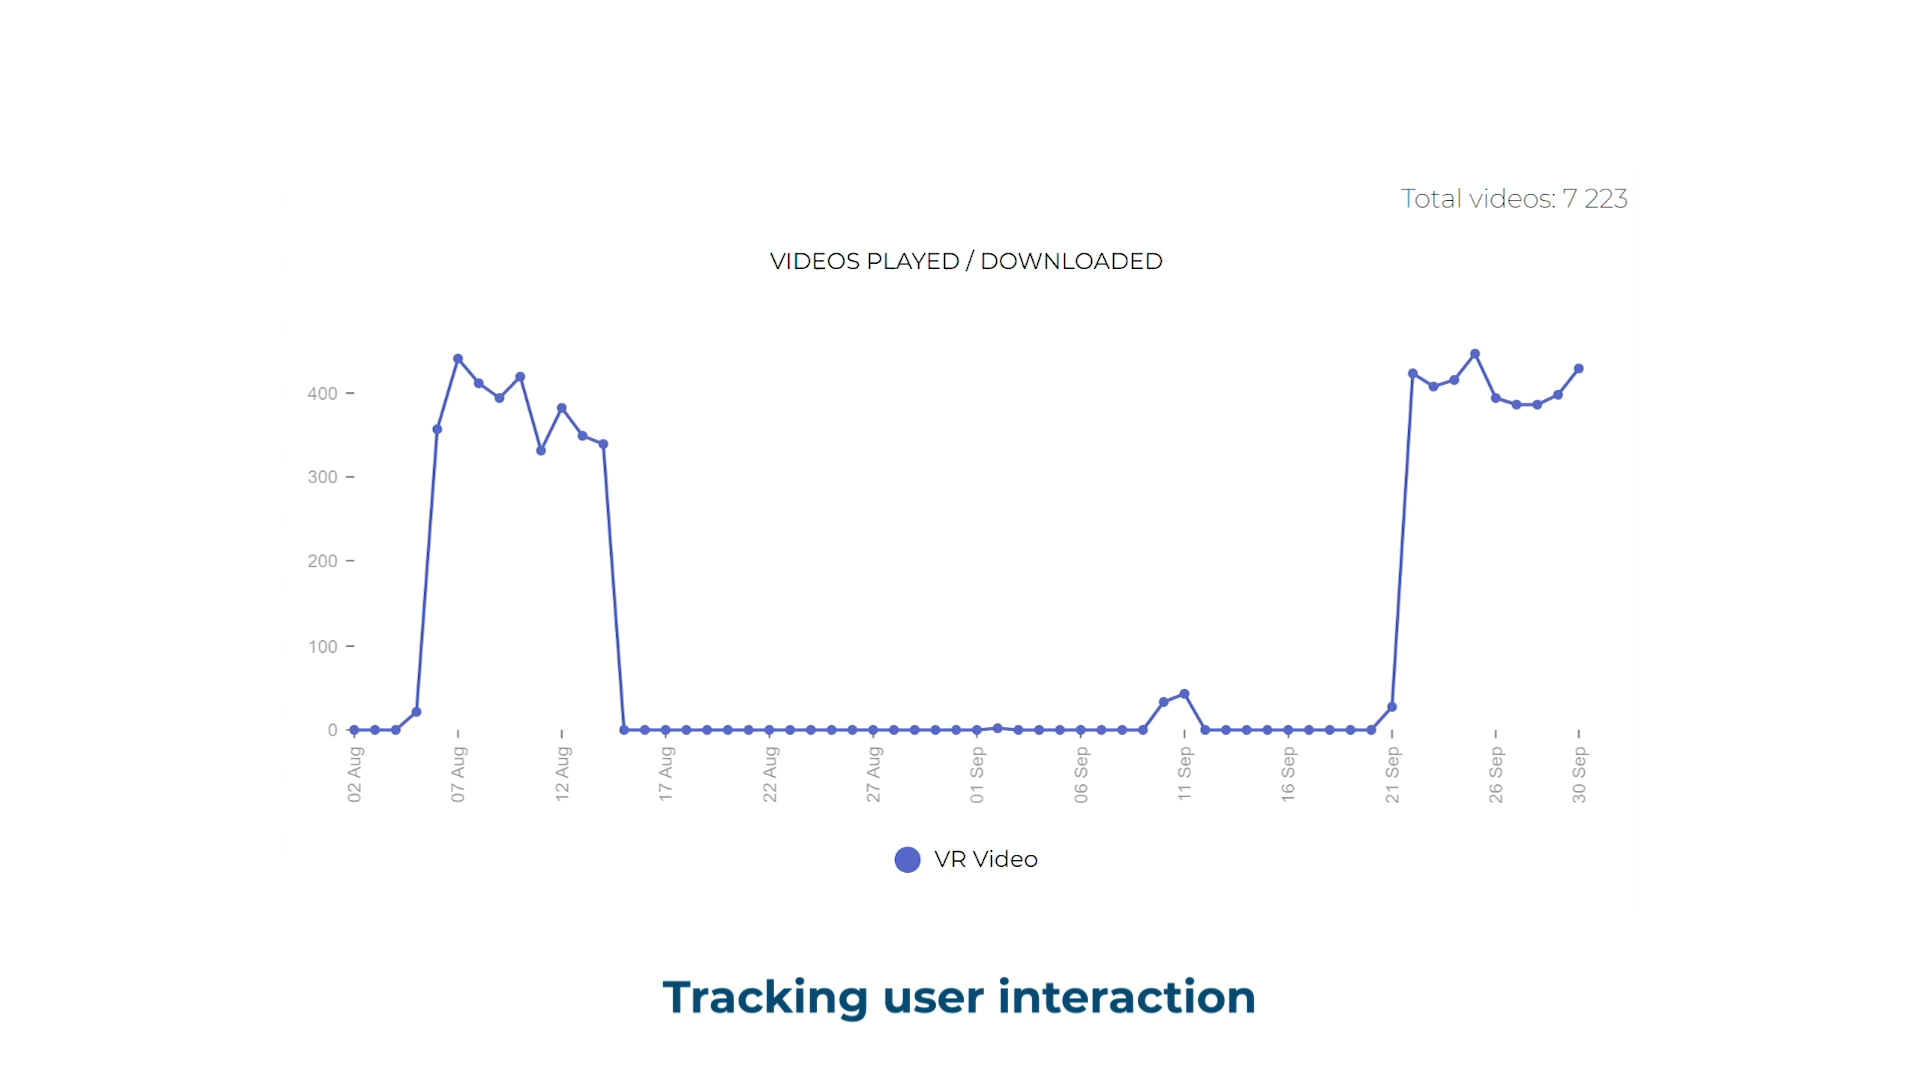 Total videos: 7 223
VIDEOS PLAYED / DOWNLOADED
400
300
200
100
0
02 Aug
07 Aug
12 Aug
17 Aug
22 Aug
27 Aug
01 Sep
06 Sep
11 Sep
16 Sep
21 Sep
26 Sep
30 Sep
VR Video
Tracking user interaction